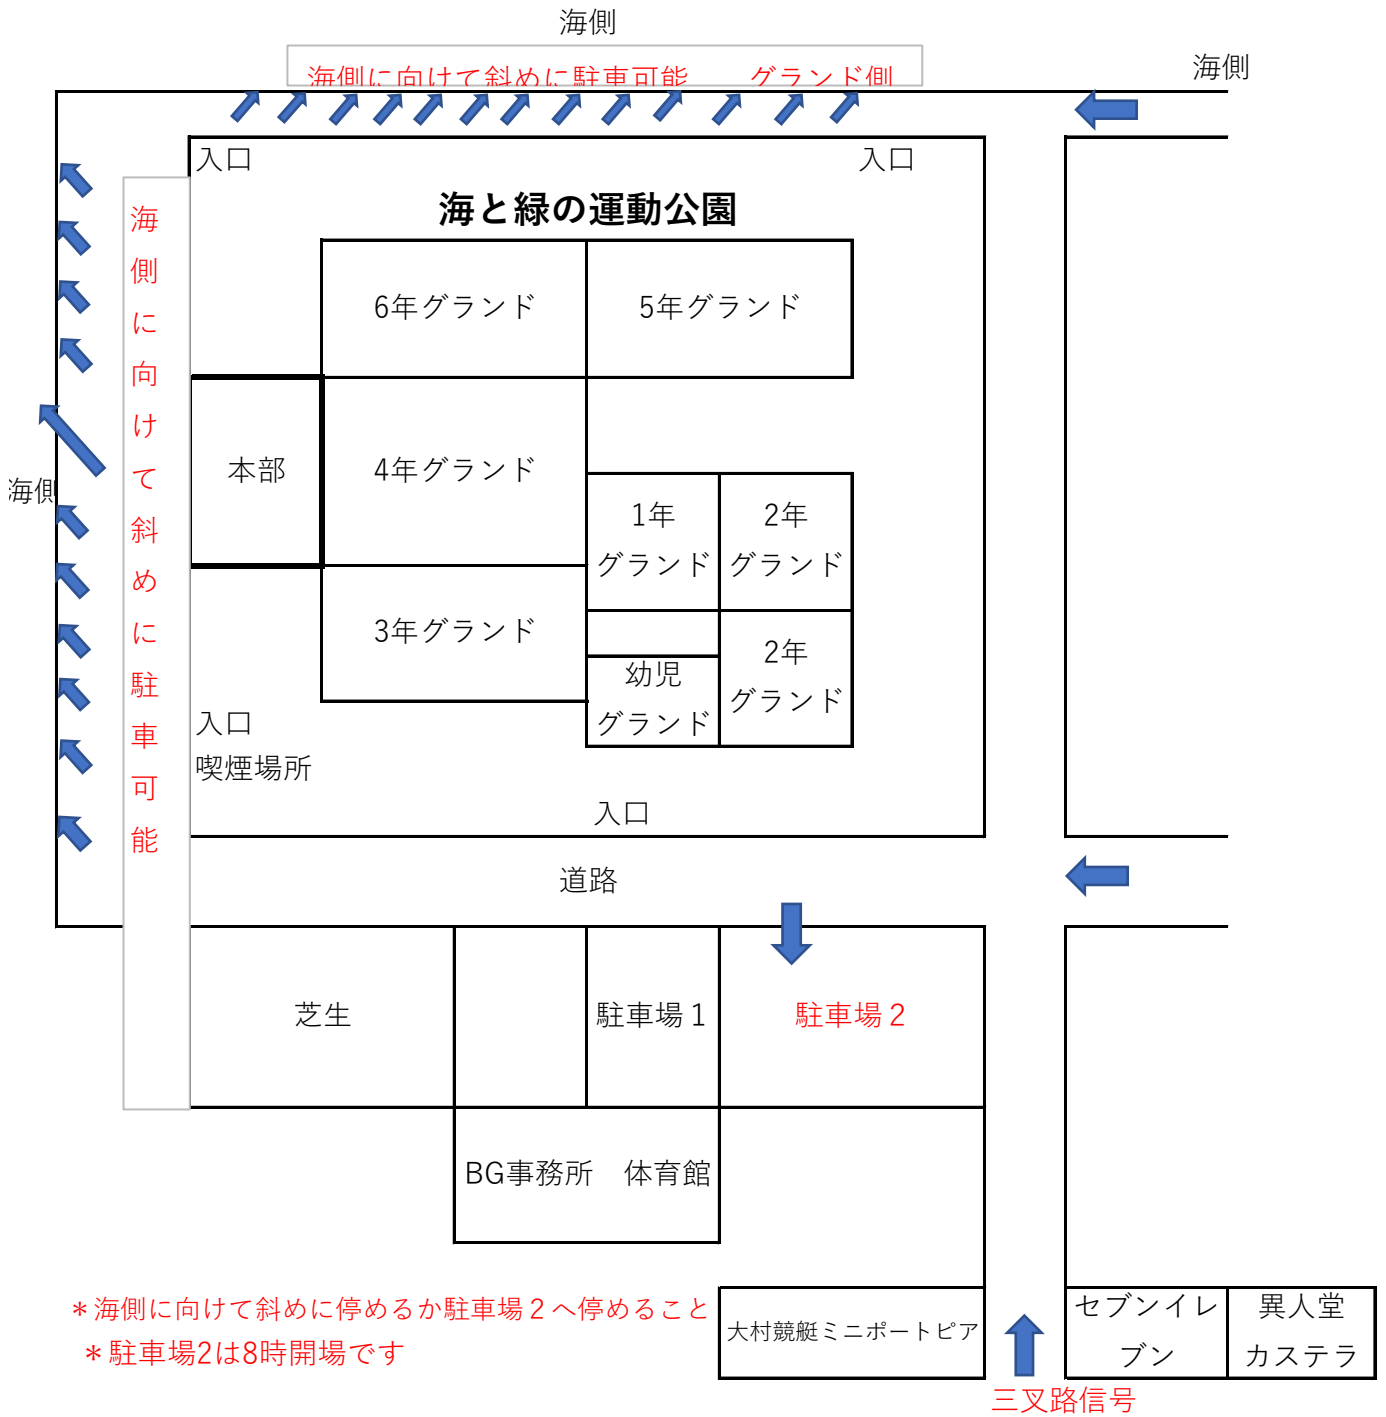 海側
海側に向けて斜めに駐車可能　　グランド側
海側
入口
入口
海と緑の運動公園
海側に向けて斜めに駐車可能
6年グランド
5年グランド
本部
4年グランド
海側
1年
グランド
2年
グランド
3年グランド
幼児
グランド
2年
グランド
入口
喫煙場所
入口
道路
芝生
駐車場１
駐車場２
BG事務所　体育館
＊海側に向けて斜めに停めるか駐車場２へ停めること
＊駐車場2は8時開場です
大村競艇ミニポートピア
セブンイレ
ブン
異人堂
カステラ
三叉路信号